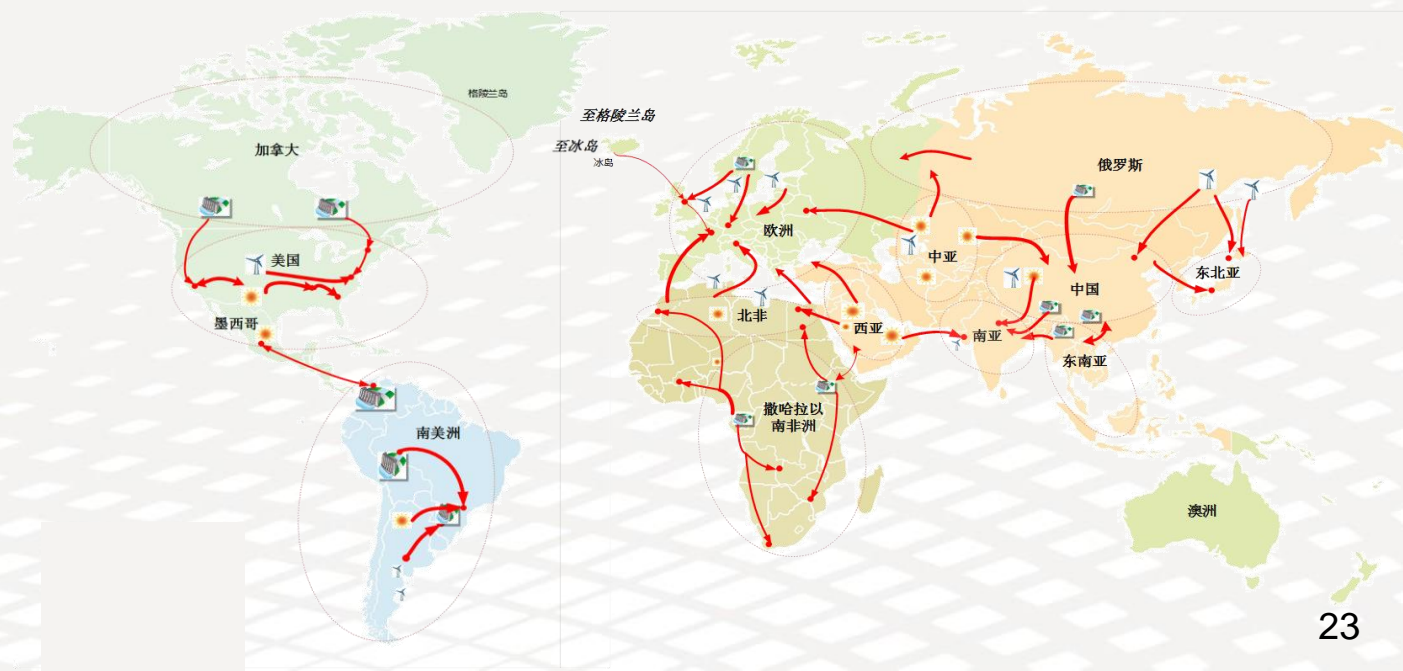 格陵兰岛
至格陵兰岛
至冰岛
冰岛
加拿大
俄罗斯
美国
欧洲
中亚
东北亚
中国
墨西哥
北非
西亚
南亚
东南亚
撒哈拉以
南非洲
南美洲
澳洲
23